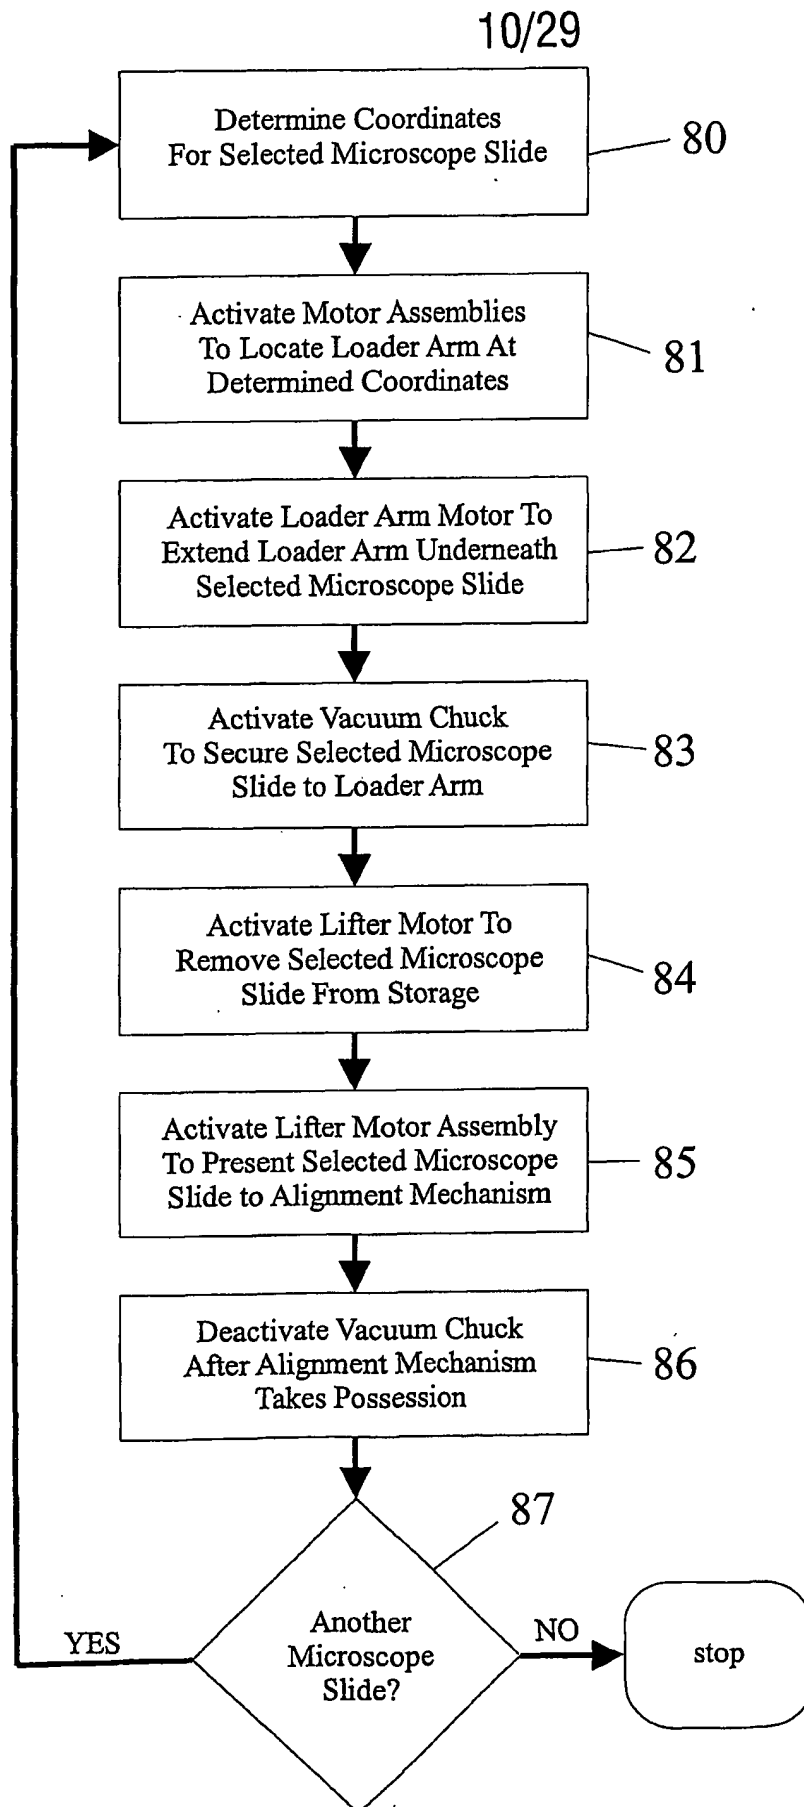 10/29
Determine Coordinates
For Selected Microscope Slide
80
Activate Motor Assemblies
To Locate Loader Arm At
Determined Coordinates
81
Activate Loader Arm Motor To
Extend Loader Arm Underneath
Selected Microscope Slide
82
Activate Vacuum Chuck
To Secure Selected Microscope
Slide to Loader Arm
83
Activate Lifter Motor To
Remove Selected Microscope
Slide From Storage
84
Activate Lifter Motor Assembly
To Present Selected Microscope
Slide to Alignment Mechanism
85
Deactivate Vacuum Chuck
After Alignment Mechanism
Takes Possession
86
87
Another
Microscope
Slide?
YES
NO
stop